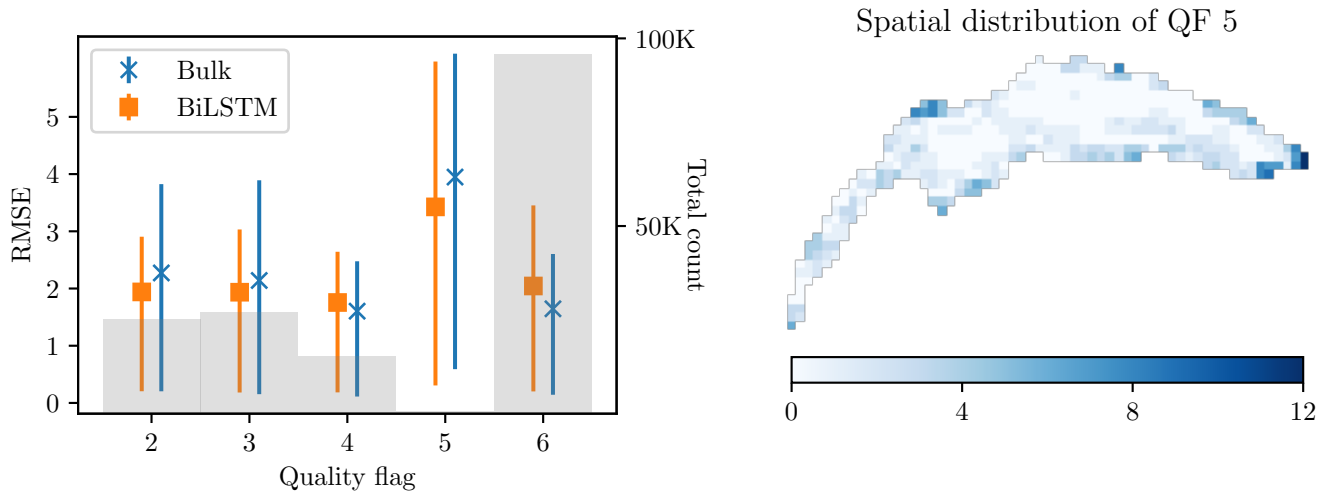 Spatial distribution of QF 5
Bulk
BiLSTM
RMSE
0
1
2
3
4
5
2
3
4
5
6
Quality flag
100K
50K
Total count
0
4
8
12